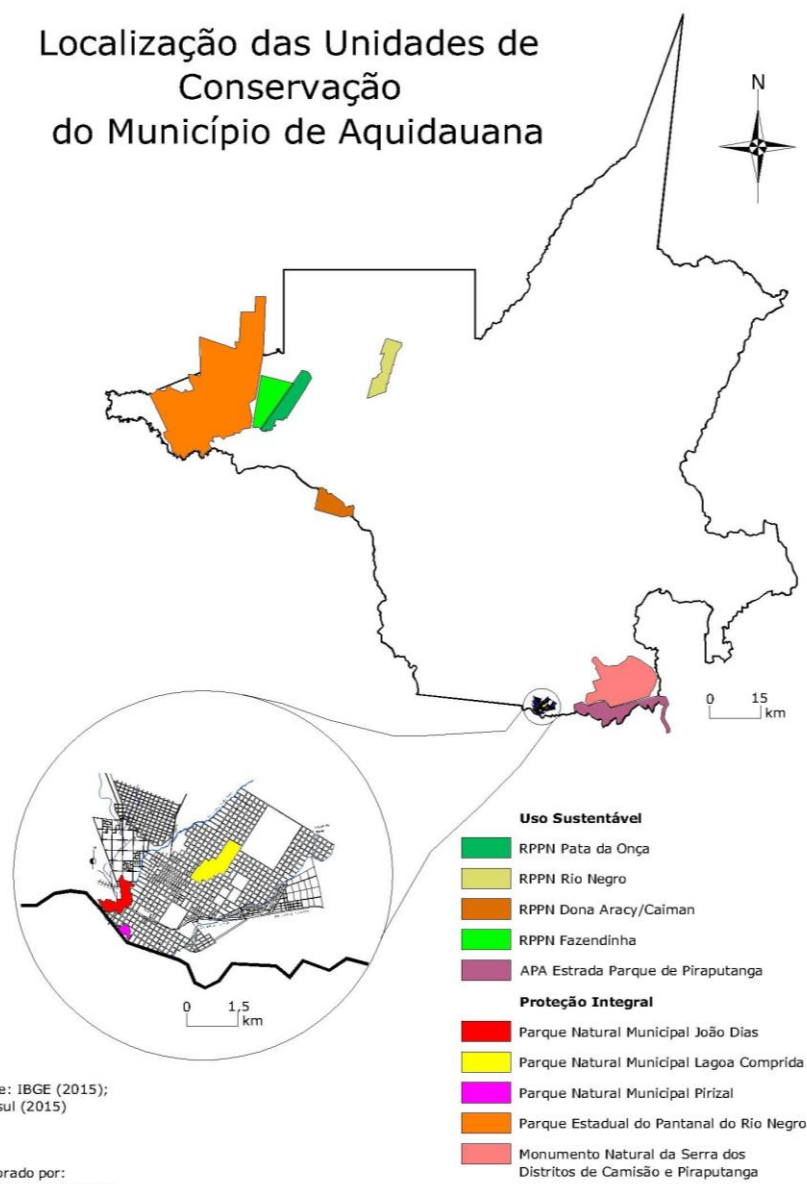 Localização das Unidades de
Conservação
do Município de Aquidauana
N
0 15
km
0 1,5
km
Uso Sustentável
RPPN Pata da Onça
RPPN Rio Negro
RPPN Dona Aracy/Caiman
RPPN Fazendinha
APA Estrada Parque de Piraputanga
Proteção Integral
Parque Natural Municipal João Dias
Parque Natural Municipal Lagoa Comprida
Parque Natural Municipal Pirizal
Parque Estadual do Pantanal do Rio Negro
Monumento Natural da Serra dos
Distritos de Camisão e Piraputanga
e: IBGE (2015);
sul (2015)
orado por: